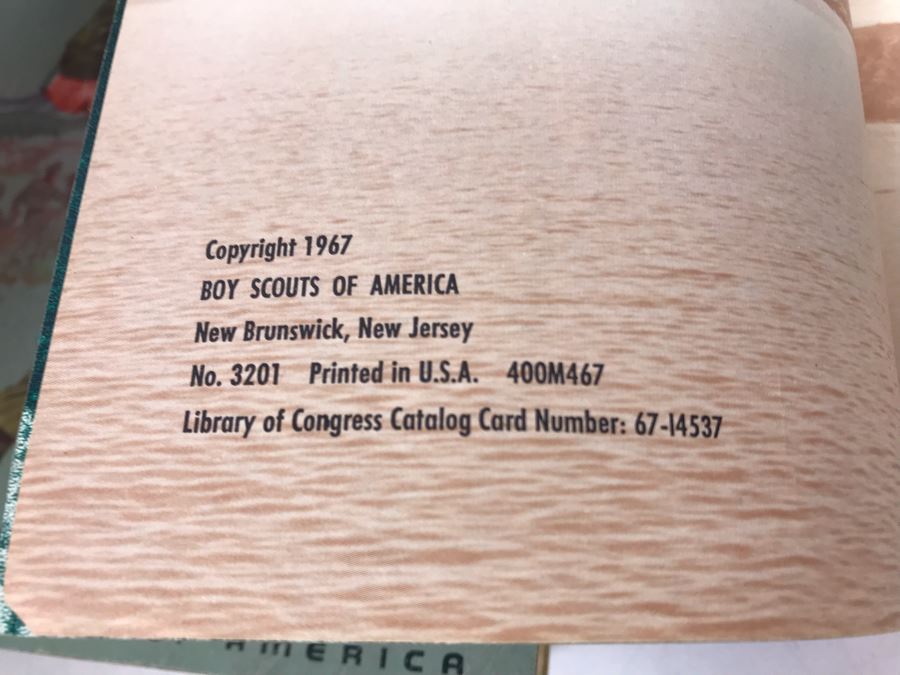 Copyright 1967
BOY SCOUTS OF AMERICA
New Brunswick, New Jersey
No. 3201 Printed in U.S.A. 400M467
Library of Congress Catalog Card Number: 67-14537
AMERICA